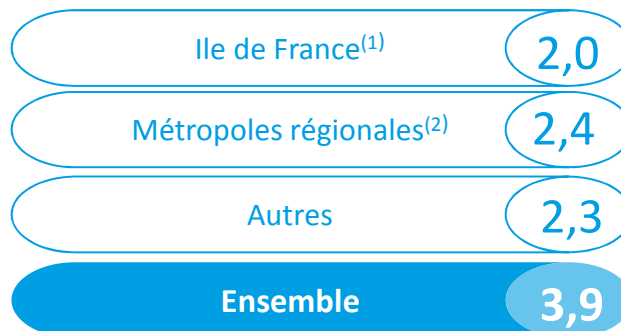 Ile de France(1) 2,0
Métropoles régionales(2) 2,4
Autres 2,3
Ensemble 3,9